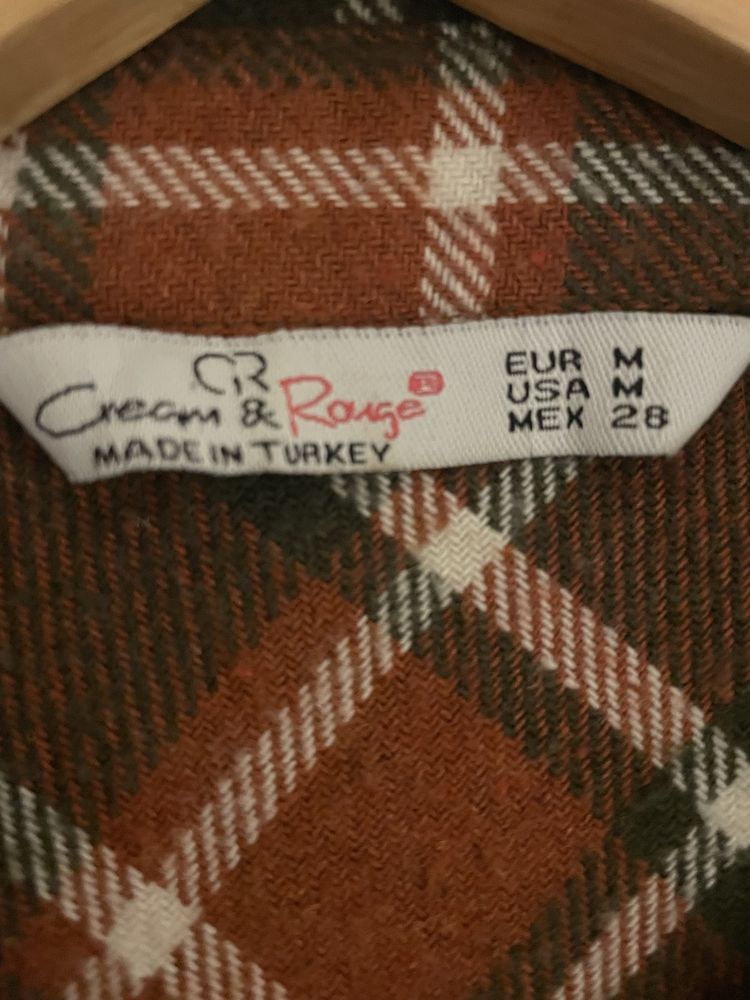 CR
Cream & Rouge®
MADE IN TURKEY
EUR M
USA M
MEX 28